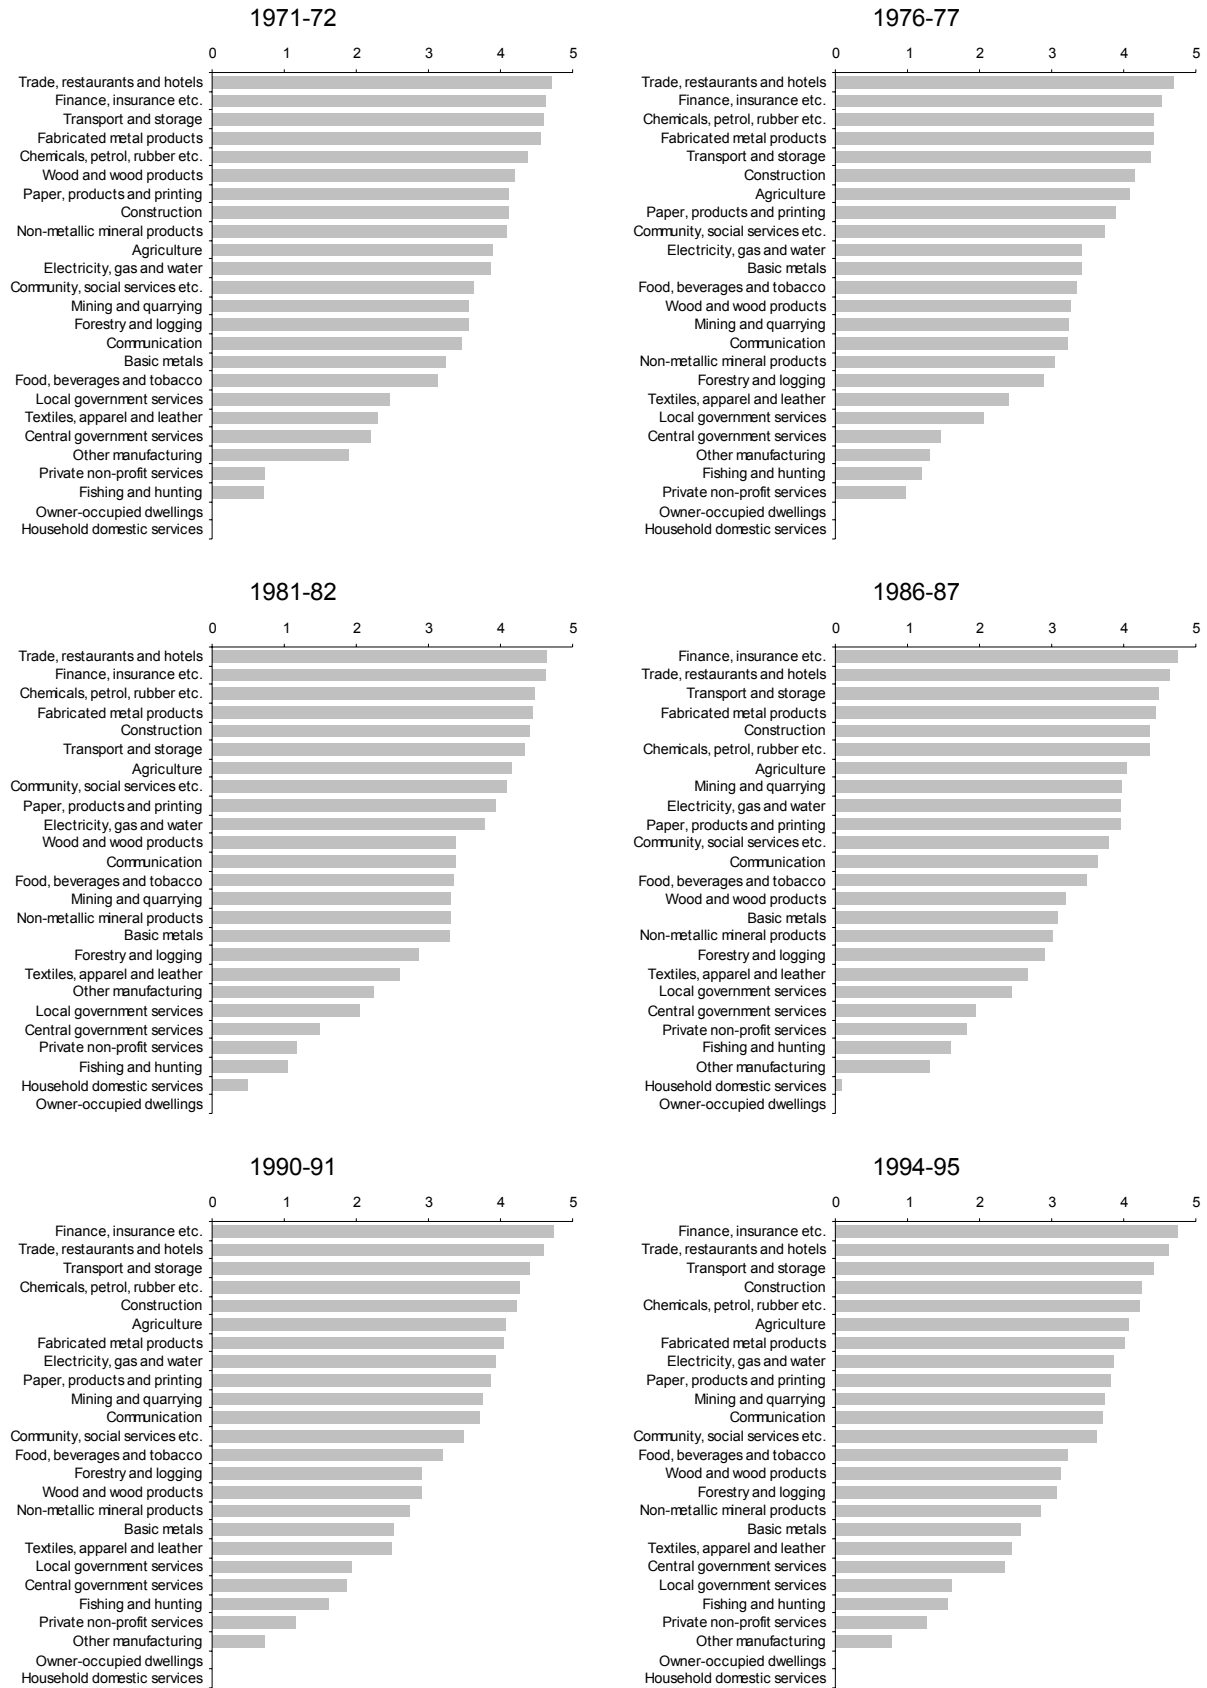 1971-72
0 1 2 3 4 5
Trade, restaurants and hotels
Finance, insurance etc.
Transport and storage
Fabricated metal products
Chemicals, petrol, rubber etc.
Wood and wood products
Paper, products and printing
Construction
Non-metallic mineral products
Agriculture
Electricity, gas and water
Community, social services etc.
Mining and quarrying
Forestry and logging
Communication
Basic metals
Food, beverages and tobacco
Local government services
Textiles, apparel and leather
Central government services
Other manufacturing
Private non-profit services
Fishing and hunting
Owner-occupied dwellings
Household domestic services
1976-77
0 1 2 3 4 5
Trade, restaurants and hotels
Finance, insurance etc.
Chemicals, petrol, rubber etc.
Fabricated metal products
Transport and storage
Construction
Agriculture
Paper, products and printing
Community, social services etc.
Electricity, gas and water
Basic metals
Food, beverages and tobacco
Wood and wood products
Mining and quarrying
Communication
Non-metallic mineral products
Forestry and logging
Textiles, apparel and leather
Local government services
Central government services
Other manufacturing
Fishing and hunting
Private non-profit services
Owner-occupied dwellings
Household domestic services
1981-82
0 1 2 3 4 5
Trade, restaurants and hotels
Finance, insurance etc.
Chemicals, petrol, rubber etc.
Fabricated metal products
Construction
Transport and storage
Agriculture
Community, social services etc.
Paper, products and printing
Electricity, gas and water
Wood and wood products
Communication
Food, beverages and tobacco
Mining and quarrying
Non-metallic mineral products
Basic metals
Forestry and logging
Textiles, apparel and leather
Other manufacturing
Local government services
Central government services
Private non-profit services
Fishing and hunting
Household domestic services
Owner-occupied dwellings
1986-87
0 1 2 3 4 5
Finance, insurance etc.
Trade, restaurants and hotels
Transport and storage
Fabricated metal products
Construction
Chemicals, petrol, rubber etc.
Agriculture
Mining and quarrying
Electricity, gas and water
Paper, products and printing
Community, social services etc.
Communication
Food, beverages and tobacco
Wood and wood products
Basic metals
Non-metallic mineral products
Forestry and logging
Textiles, apparel and leather
Local government services
Central government services
Private non-profit services
Fishing and hunting
Other manufacturing
Household domestic services
Owner-occupied dwellings
1990-91
0 1 2 3 4 5
Finance, insurance etc.
Trade, restaurants and hotels
Transport and storage
Chemicals, petrol, rubber etc.
Construction
Agriculture
Fabricated metal products
Electricity, gas and water
Paper, products and printing
Mining and quarrying
Communication
Community, social services etc.
Food, beverages and tobacco
Forestry and logging
Wood and wood products
Non-metallic mineral products
Basic metals
Textiles, apparel and leather
Local government services
Central government services
Fishing and hunting
Private non-profit services
Other manufacturing
Owner-occupied dwellings
Household domestic services
1994-95
0 1 2 3 4 5
Finance, insurance etc.
Trade, restaurants and hotels
Transport and storage
Construction
Chemicals, petrol, rubber etc.
Agriculture
Fabricated metal products
Electricity, gas and water
Paper, products and printing
Mining and quarrying
Communication
Community, social services etc.
Food, beverages and tobacco
Wood and wood products
Forestry and logging
Non-metallic mineral products
Basic metals
Textiles, apparel and leather
Central government services
Local government services
Fishing and hunting
Private non-profit services
Other manufacturing
Owner-occupied dwellings
Household domestic services